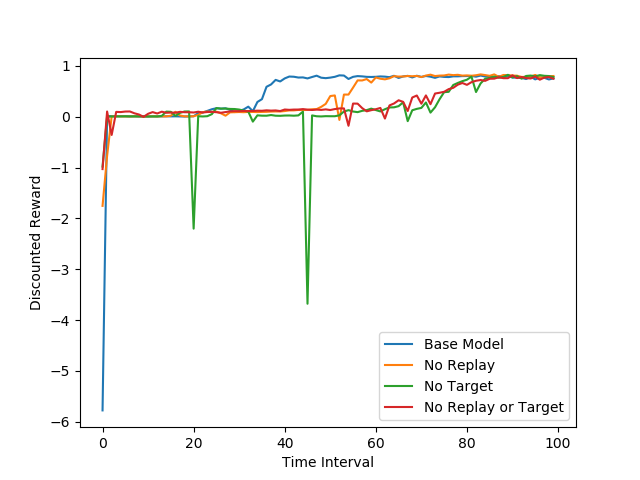 1
0
−1
−2
−3
−4
−5
−6
Discounted Reward
0
20
40
60
80
100
Time Interval
Base Model
No Replay
No Target
No Replay or Target